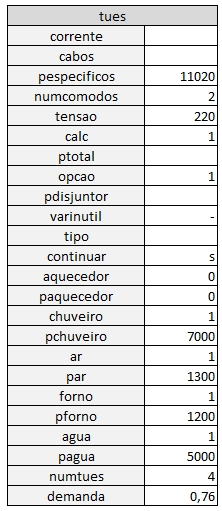 tues
corrente
cabos
pespecificos 11020
numcomodos 2
tensao 220
calc 1
ptotal
opcao 1
pdisjuntor
varinutil -
tipo
continuar s
aquecedor 0
paquecedor 0
chuveiro 1
pchuveiro 7000
ar 1
par 1300
forno 1
pforno 1200
agua 1
pagua 5000
numtues 4
demanda 0,76